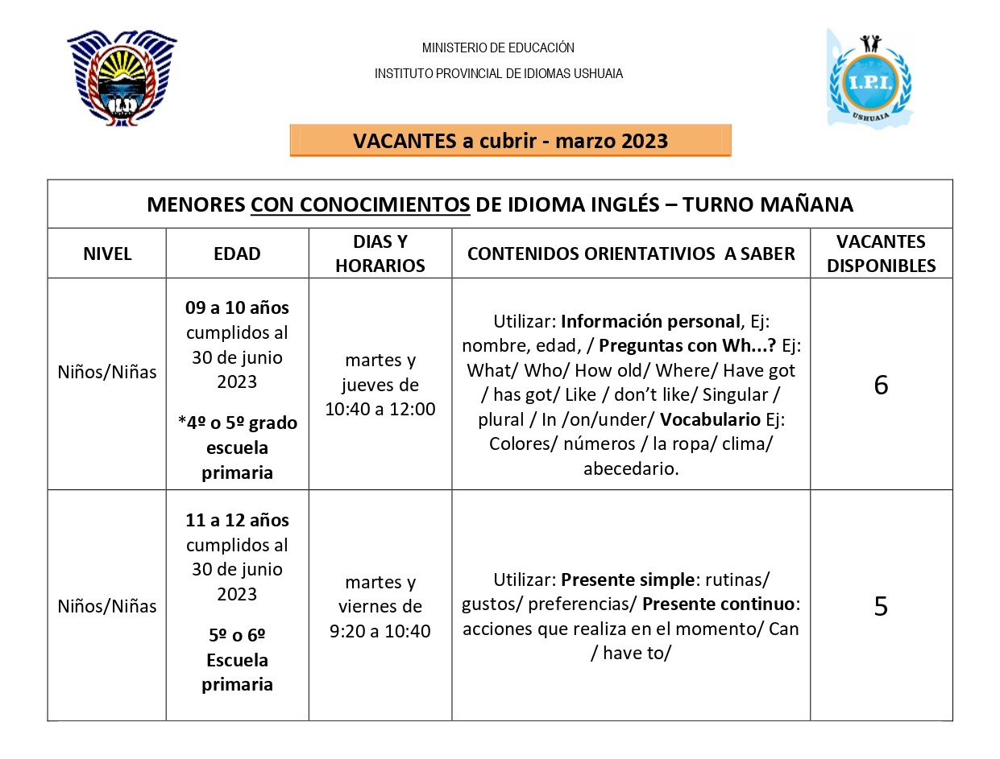 MINISTERIO DE EDUCACIÓN
INSTITUTO PROVINCIAL DE IDIOMAS USHUAIA
I.P.I.
USHUAIA
VACANTES a cubrir - marzo 2023
MENORES CON CONOCIMIENTOS DE IDIOMA INGLÉS – TURNO MAÑANA
NIVEL
EDAD
DIAS Y
HORARIOS
CONTENIDOS ORIENTATIVIOS A SABER
VACANTES
DISPONIBLES
Niños/Niñas
09 a 10 años
cumplidos al
30 de junio
2023
*4º o 5º grado
escuela
primaria
martes y
jueves de
10:40 a 12:00
Utilizar: Información personal, Ej:
nombre, edad, / Preguntas con Wh...? Ej:
What/ Who/ How old/ Where/ Have got
/ has got/ Like / don’t like/ Singular /
plural / In /on/under/ Vocabulario Ej:
Colores/ números / la ropa/ clima/
abecedario.
6
Niños/Niñas
11 a 12 años
cumplidos al
30 de junio
2023
5º o 6º
Escuela
primaria
martes y
viernes de
9:20 a 10:40
Utilizar: Presente simple: rutinas/
gustos/ preferencias/ Presente continuo:
acciones que realiza en el momento/ Can
/ have to/
5